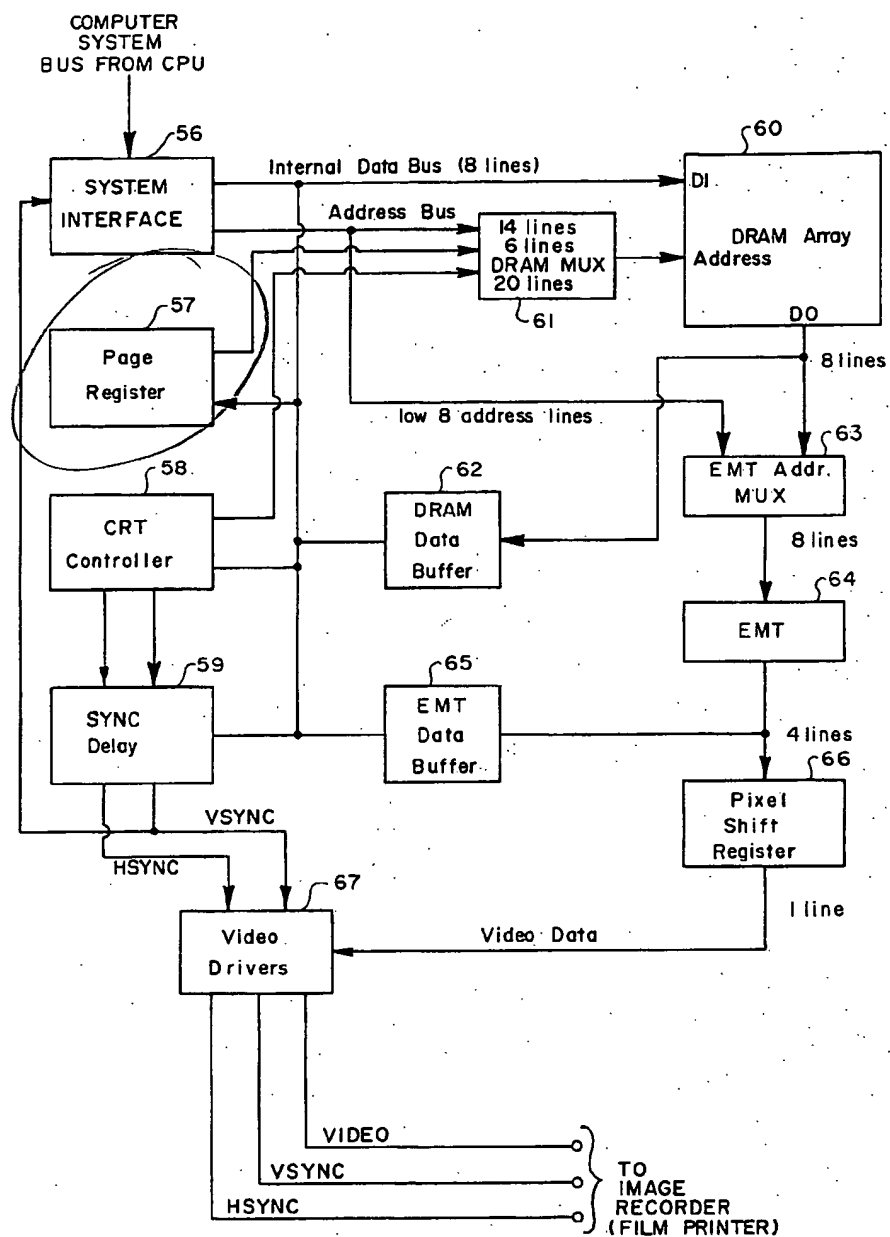 COMPUTER
SYSTEM
BUS FROM CPU
56
SYSTEM
INTERFACE
Internal Data Bus (8 lines)
60
DI
DRAM Array
Address
DO
Address Bus
14 lines
6 lines
DRAM MUX
20 lines
61
57
Page
Register
8 lines
low 8 address lines
63
EMT Addr.
MUX
58
CRT
Controller
62
DRAM
Data
Buffer
8 lines
64
EMT
59
SYNC
Delay
65
EMT
Data
Buffer
4 lines
66
Pixel
Shift
Register
VSYNC
HSYNC
67
Video
Drivers
Video Data
1 line
VIDEO
VSYNC
HSYNC
TO
IMAGE
RECORDER
(FILM PRINTER)